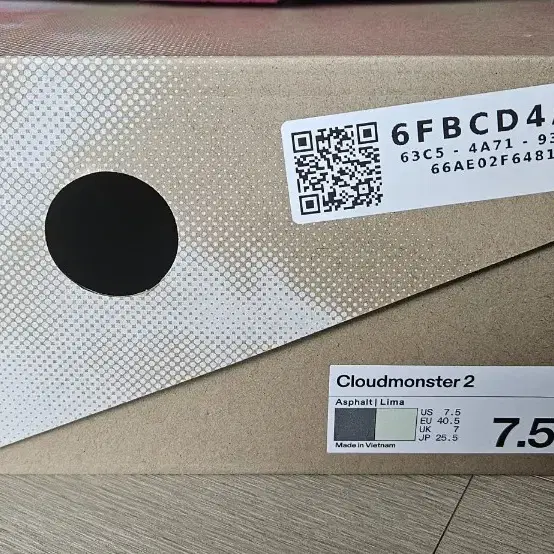 6FBCD4
63C5 - 4A71 - 93
66AE02F6481
Cloudmonster 2
Asphalt | Lima
US 7.5
EU 40.5
UK 7
JP 25.5
7.5
Made in Vietnam